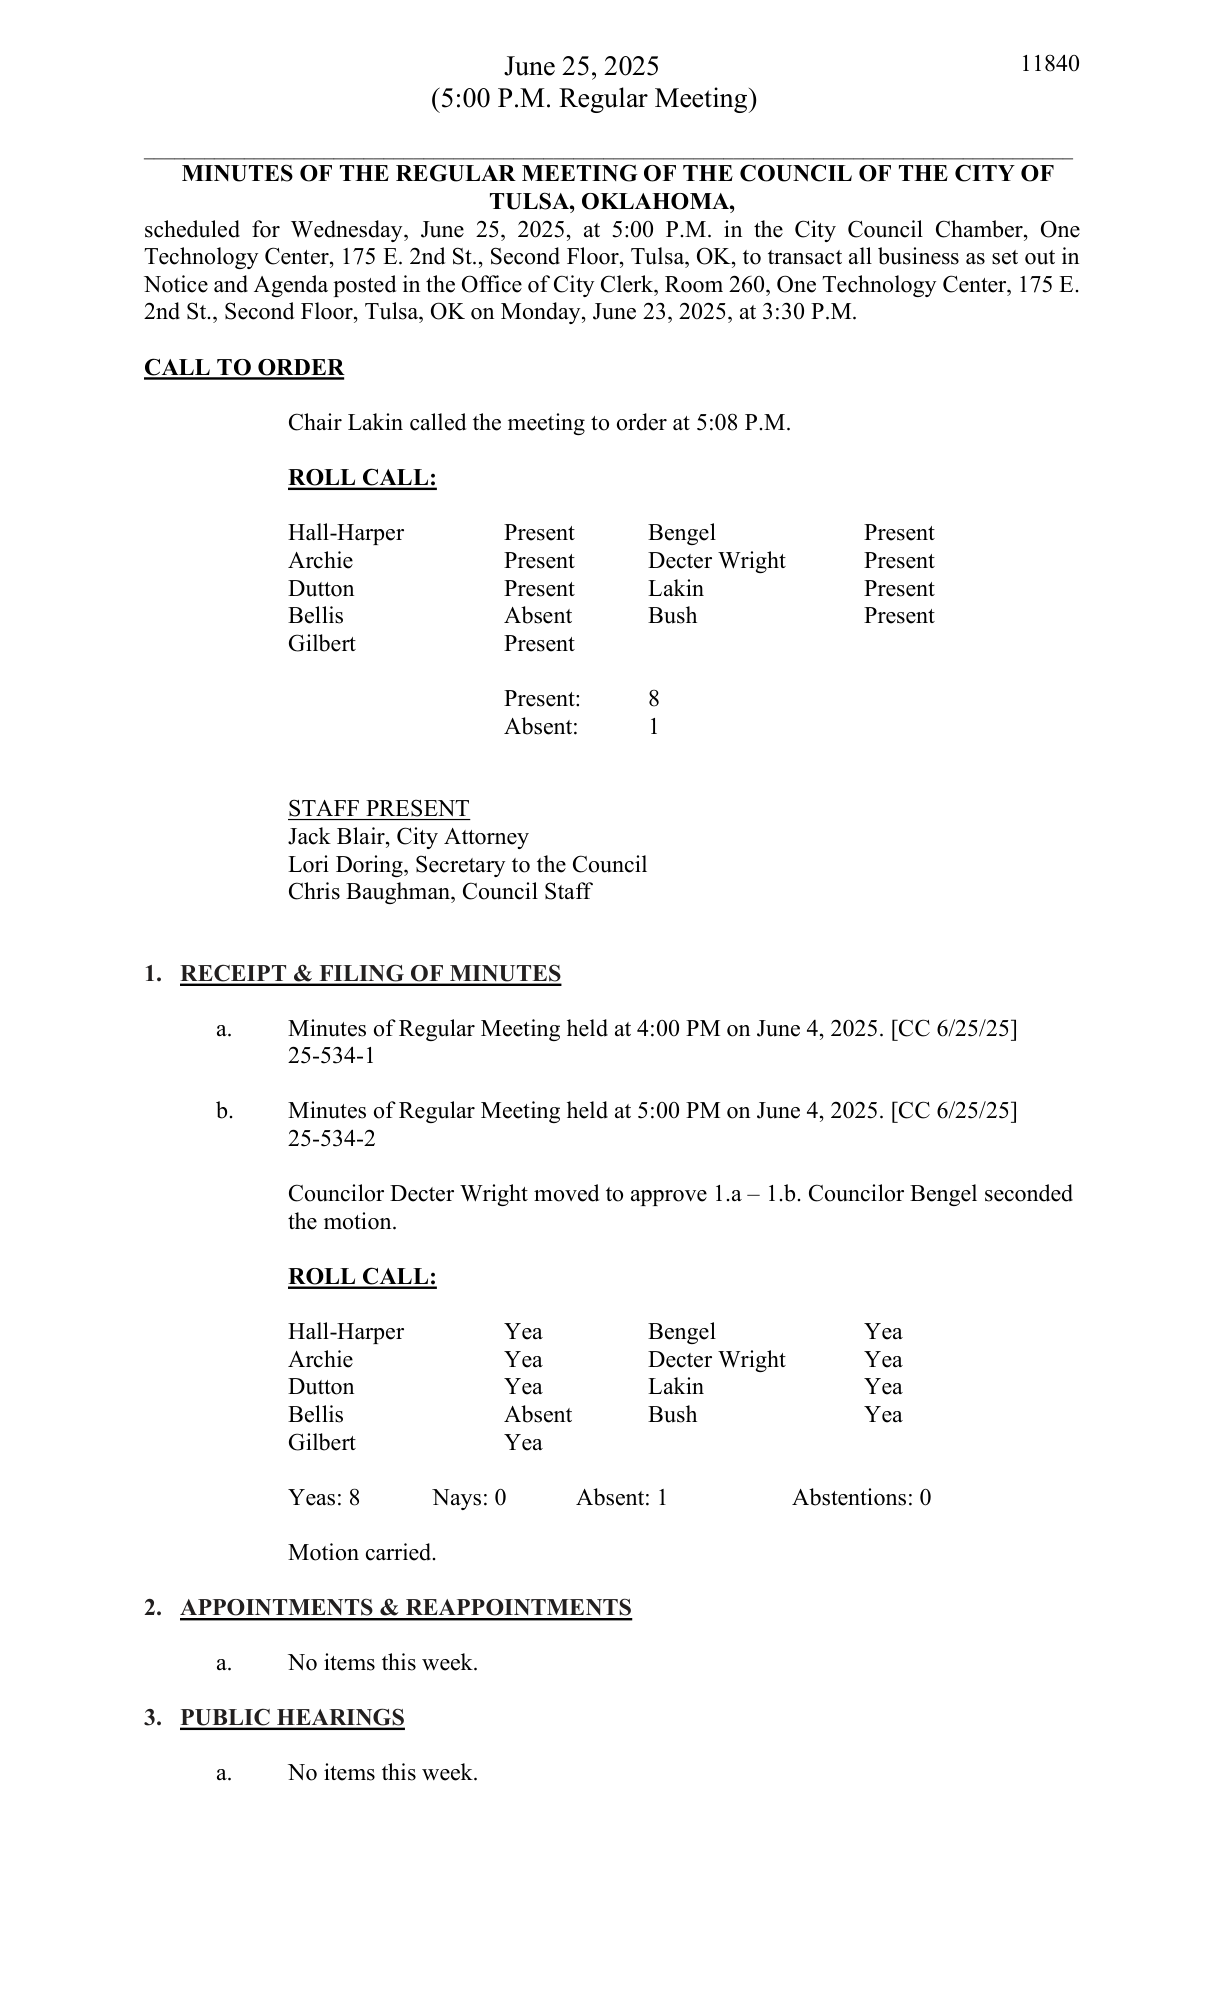 June 25, 2025 11840
(5:00 P.M. Regular Meeting)
MINUTES OF THE REGULAR MEETING OF THE COUNCIL OF THE CITY OF
TULSA, OKLAHOMA,
scheduled for Wednesday, June 25, 2025, at 5:00 P.M. in the City Council Chamber, One
Technology Center, 175 E. 2nd St., Second Floor, Tulsa, OK, to transact all business as set out in
Notice and Agenda posted in the Office of City Clerk, Room 260, One Technology Center, 175 E.
2nd St., Second Floor, Tulsa, OK on Monday, June 23, 2025, at 3:30 P.M.
CALL TO ORDER
Chair Lakin called the meeting to order at 5:08 P.M.
ROLL CALL:
Hall-Harper Present Bengel Present
Archie Present Decter Wright Present
Dutton Present Lakin Present
Bellis Absent Bush Present
Gilbert Present
Present: 8
Absent: 1
STAFF PRESENT
Jack Blair, City Attorney
Lori Doring, Secretary to the Council
Chris Baughman, Council Staff
1. RECEIPT & FILING OF MINUTES
a. Minutes of Regular Meeting held at 4:00 PM on June 4, 2025. [CC 6/25/25]
25-534-1
b. Minutes of Regular Meeting held at 5:00 PM on June 4, 2025. [CC 6/25/25]
25-534-2
Councilor Decter Wright moved to approve 1.a – 1.b. Councilor Bengel seconded
the motion.
ROLL CALL:
Hall-Harper Yea Bengel Yea
Archie Yea Decter Wright Yea
Dutton Yea Lakin Yea
Bellis Absent Bush Yea
Gilbert Yea
Yeas: 8 Nays: 0 Absent: 1 Abstentions: 0
Motion carried.
2. APPOINTMENTS & REAPPOINTMENTS
a. No items this week.
3. PUBLIC HEARINGS
a. No items this week.